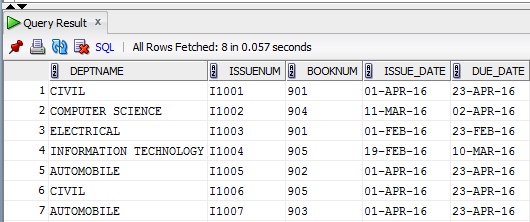 Query Result x
SQL | All Rows Fetched: 8 in 0.057 seconds
DEPTNAME ISSUENUM BOOKNUM ISSUE_DATE DUE_DATE
1 CIVIL I1001 901 01-APR-16 23-APR-16
2 COMPUTER SCIENCE I1002 904 11-MAR-16 02-APR-16
3 ELECTRICAL I1003 901 01-FEB-16 23-FEB-16
4 INFORMATION TECHNOLOGY I1004 905 19-FEB-16 10-MAR-16
5 AUTOMOBILE I1005 902 01-APR-16 23-APR-16
6 CIVIL I1006 905 01-APR-16 23-APR-16
7 AUTOMOBILE I1007 903 01-APR-16 23-APR-16